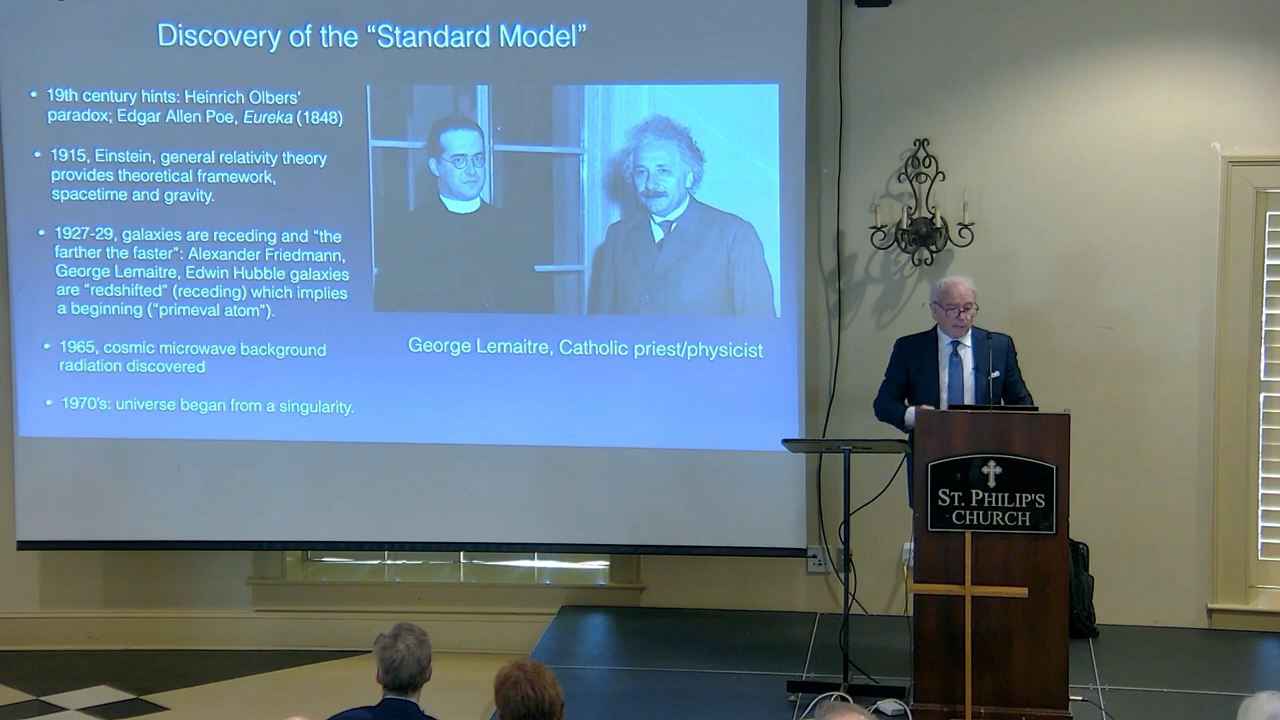 Discovery of the “Standard Model”
• 19th century hints: Heinrich Olbers'
paradox; Edgar Allen Poe, Eureka (1848)
• 1915, Einstein, general relativity theory
provides theoretical framework,
spacetime and gravity.
• 1927-29, galaxies are receding and “the
farther the faster”: Alexander Friedmann,
George Lemaitre, Edwin Hubble galaxies
are “redshifted” (receding) which implies
a beginning (“primeval atom”).
• 1965, cosmic microwave background
radiation discovered
• 1970’s: universe began from a singularity.
George Lemaitre, Catholic priest/physicist
ST. PHILIP'S
CHURCH